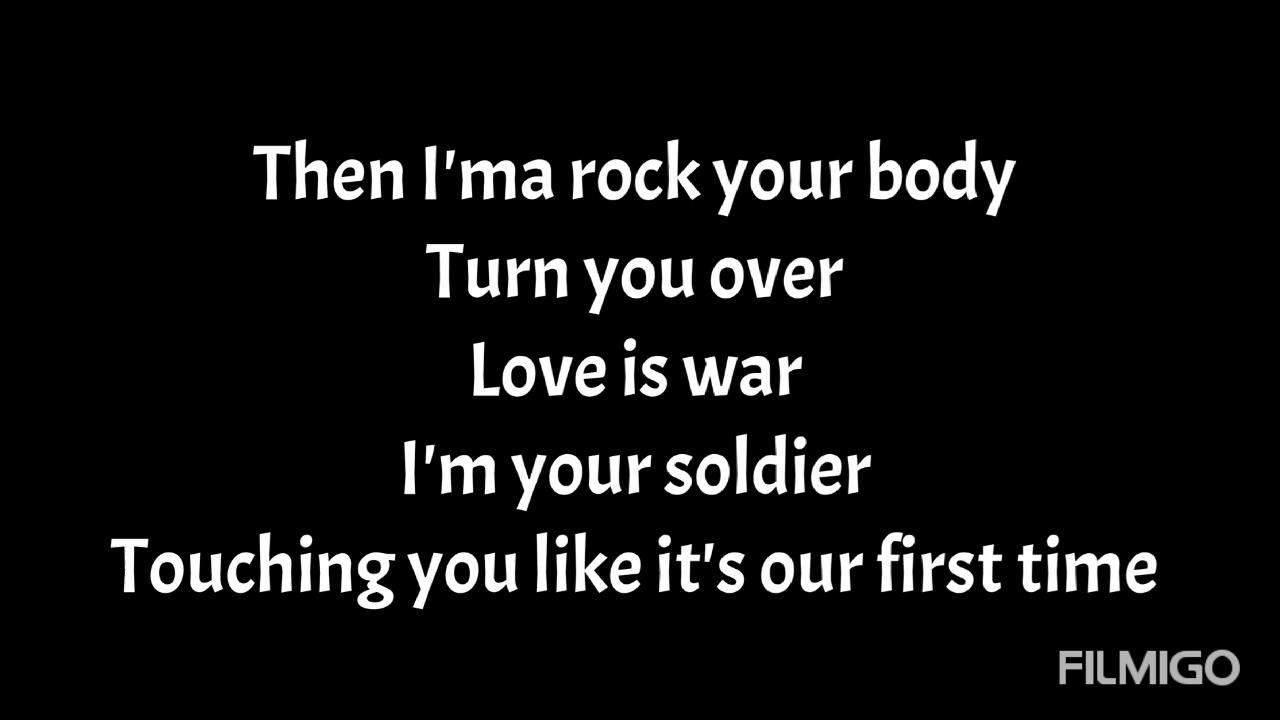 Then I'ma rock your body
Turn you over
Love is war
I'm your soldier
Touching you like it's our first time
FILMIGO